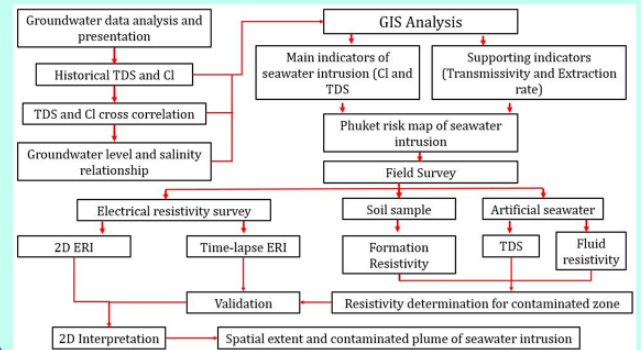 Groundwater data analysis and
presentation
Historical TDS and Cl
TDS and Cl cross correlation
Groundwater level and salinity
relationship
GIS Analysis
Main indicators of
seawater intrusion (Cl and
TDS
Supporting indicators
(Transmissivity and Extraction
rate)
Phuket risk map of seawater
intrusion
Field Survey
Electrical resistivity survey
Soil sample
Artificial seawater
2D ERI
Time-lapse ERI
Formation
Resistivity
TDS
Fluid
resistivity
Validation
Resistivity determination for contaminated zone
2D Interpretation
Spatial extent and contaminated plume of seawater intrusion